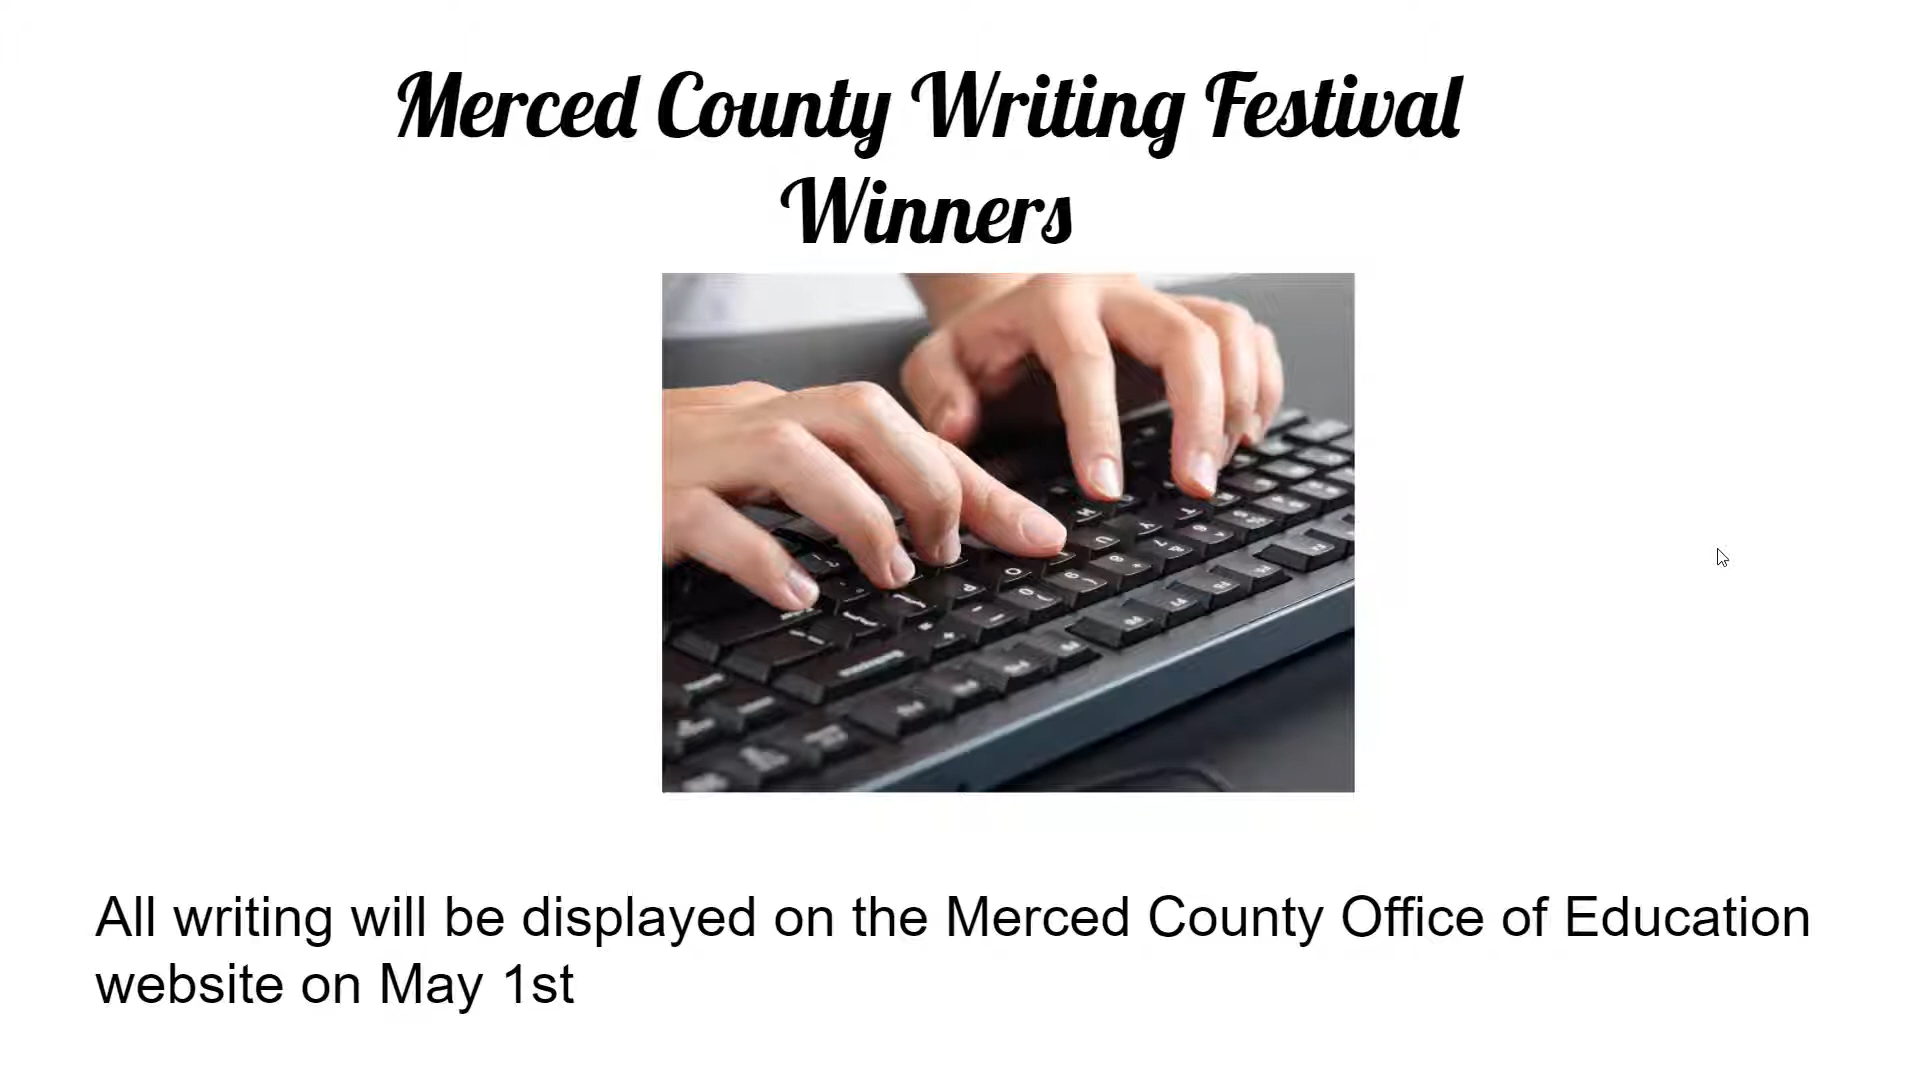 Merced County Writing Festival
Winners
All writing will be displayed on the Merced County Office of Education
website on May 1st